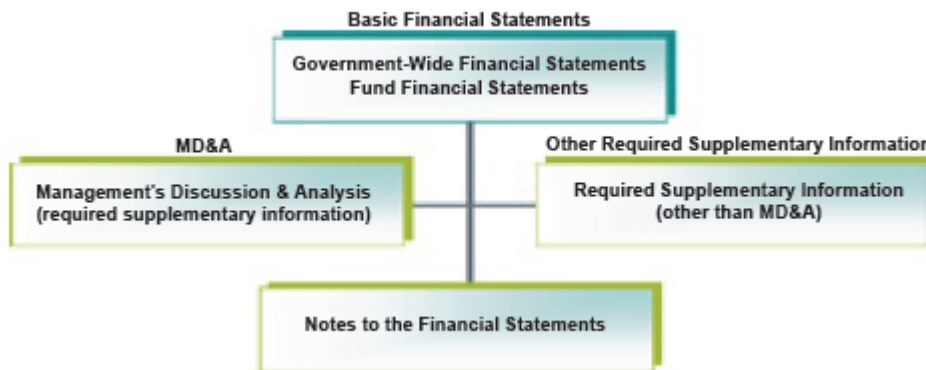 Basic Financial Statements
Government-Wide Financial Statements
Fund Financial Statements
MD&A
Management's Discussion & Analysis
(required supplementary information)
Other Required Supplementary Information
Required Supplementary Information
(other than MD&A)
Notes to the Financial Statements